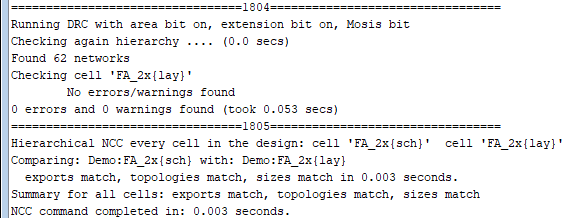 =================================1804=================================
Running DRC with area bit on, extension bit on, Mosis bit
Checking again hierarchy .... (0.0 secs)
Found 62 networks
Checking cell 'FA_2x{lay}'
        No errors/warnings found
0 errors and 0 warnings found (took 0.053 secs)
=================================1805=================================
Hierarchical NCC every cell in the design: cell 'FA_2x{sch}'  cell 'FA_2x{lay}'
Comparing: Demo:FA_2x{sch} with: Demo:FA_2x{lay}
  exports match, topologies match, sizes match in 0.003 seconds.
Summary for all cells: exports match, topologies match, sizes match
NCC command completed in: 0.003 seconds.